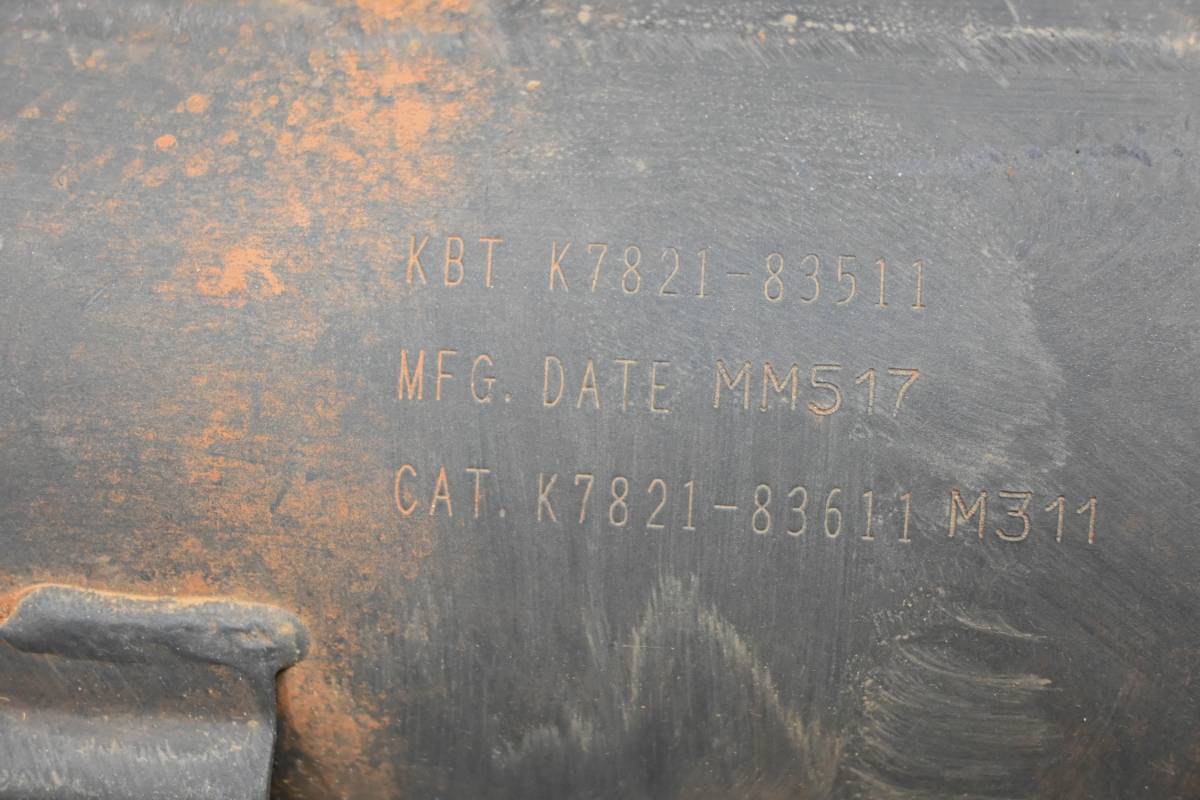 KBT K7821-83511
MFG. DATE MM517
CAT. K7821-83611 M311